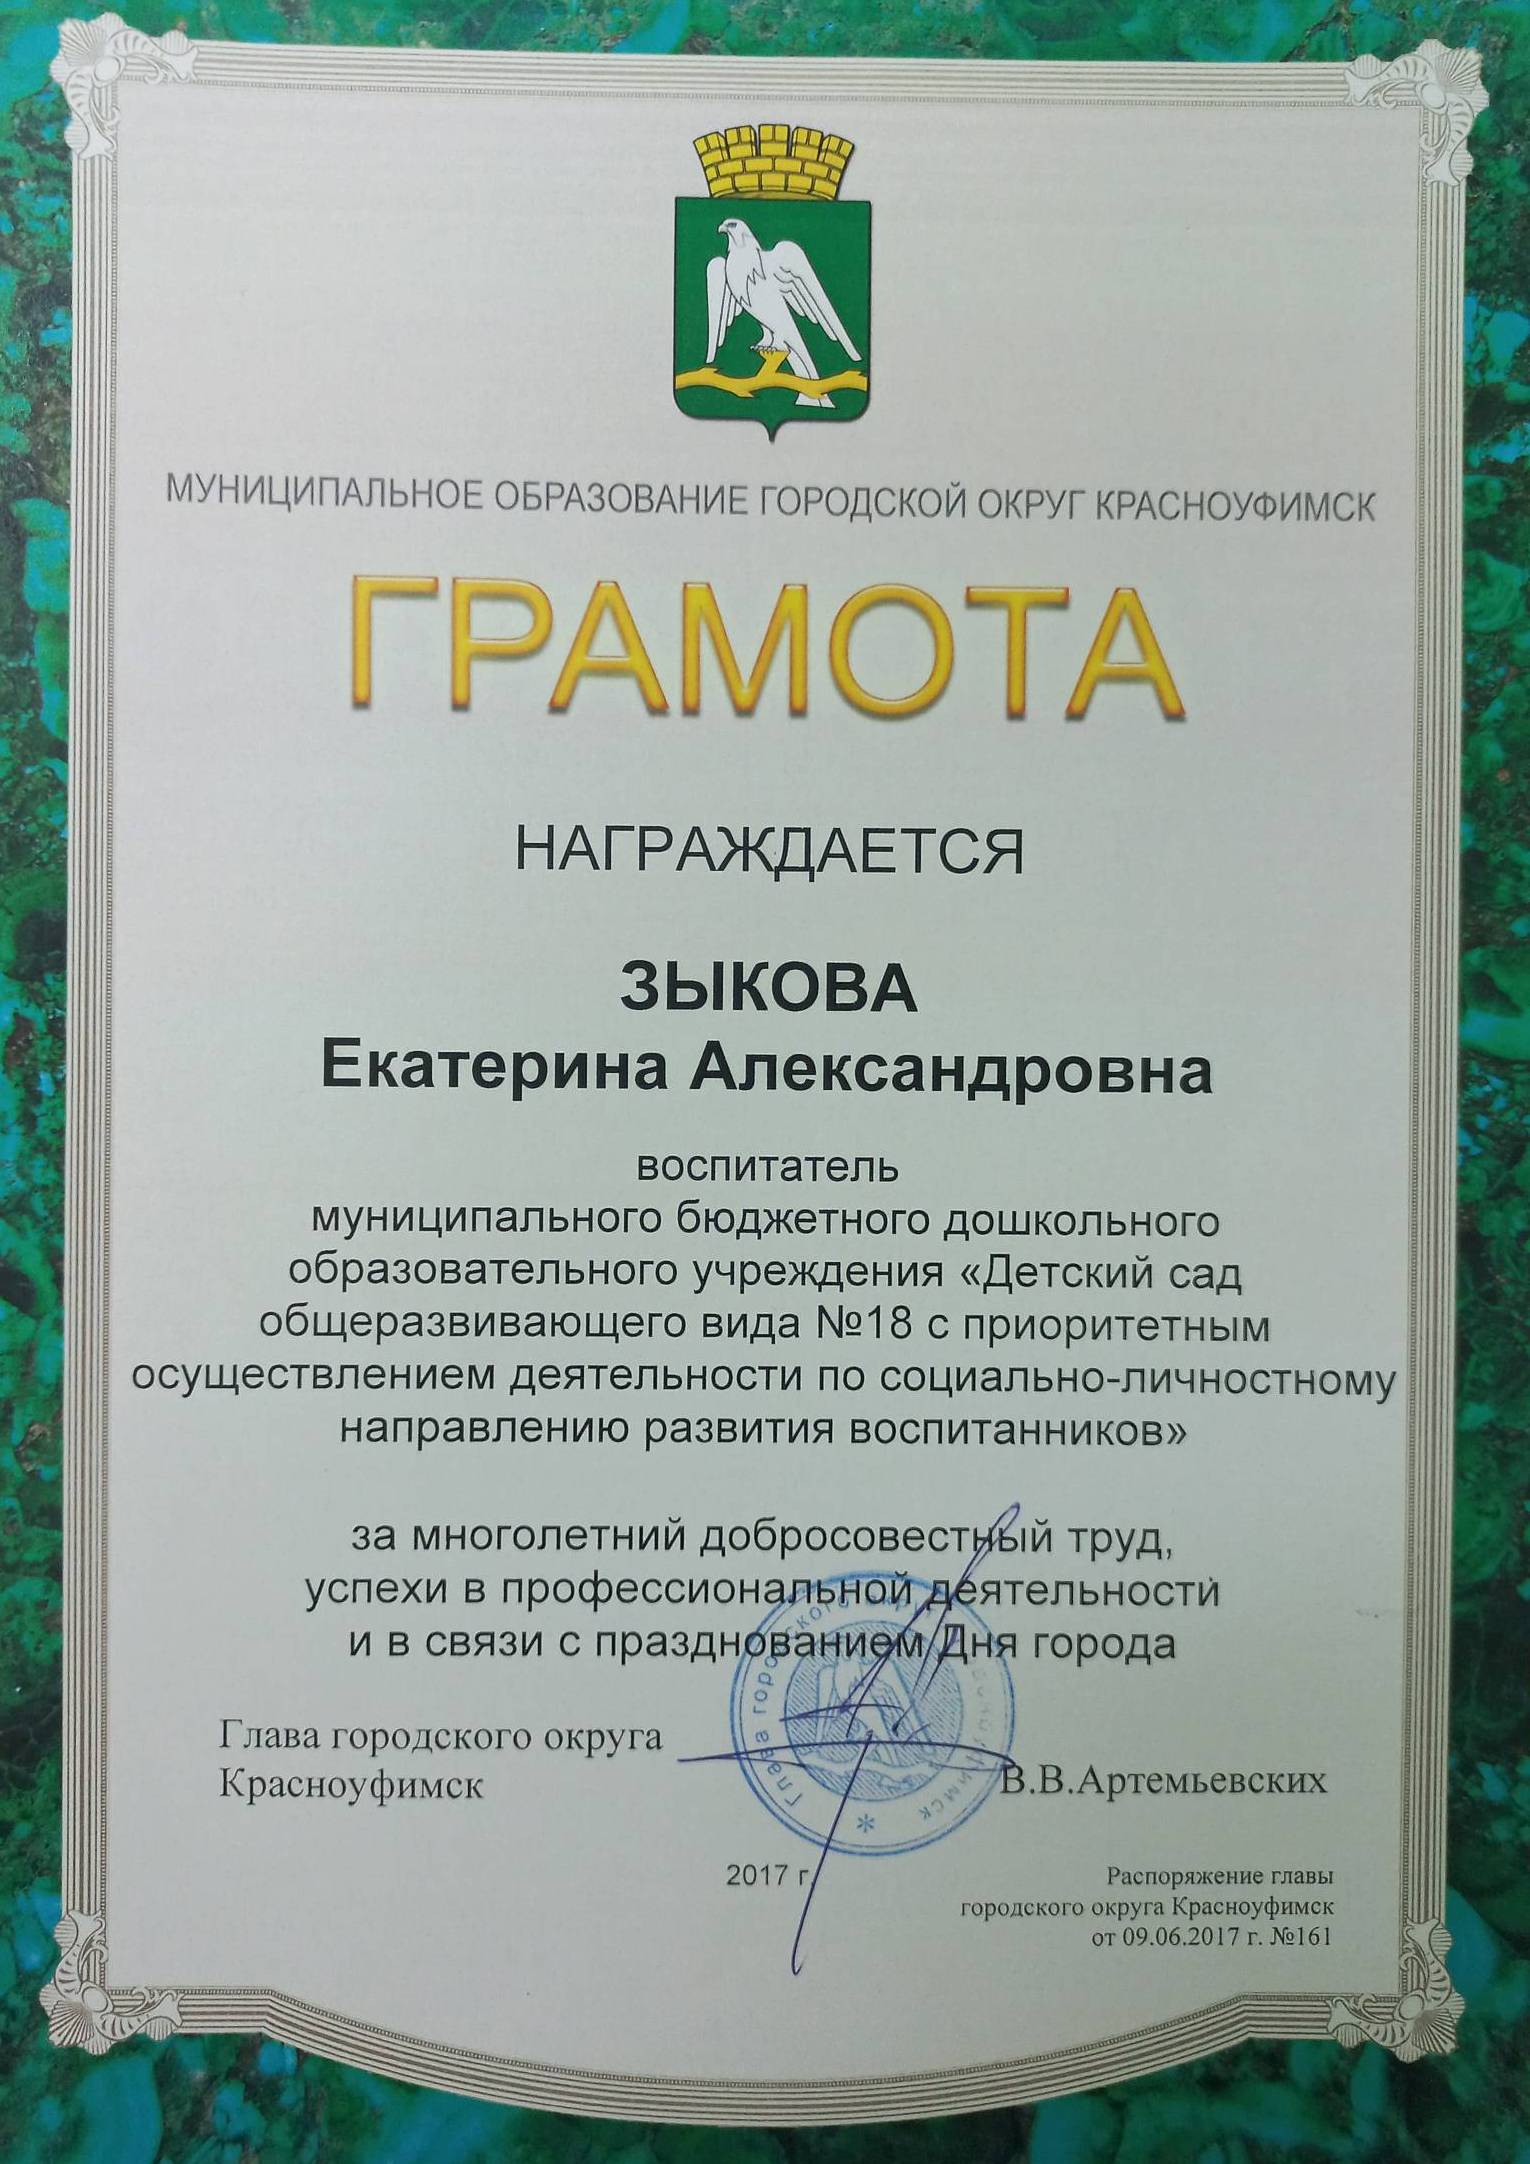 МУНИЦИПАЛЬНОЕ ОБРАЗОВАНИЕ ГОРОДСКОЙ ОКРУГ КРАСНОУФИМСК
ГРАМОТА
НАГРАЖДАЕТСЯ
ЗЫКОВА
Екатерина Александровна
воспитатель
муниципального бюджетного дошкольного
образовательного учреждения «Детский сад
общеразвивающего вида №18 с приоритетным
осуществлением деятельности по социально-личностному
направлению развития воспитанников»
за многолетний добросовестный труд,
успехи в профессиональной деятельности
и в связи с празднованием Дня города
Глава городского округа
Красноуфимск
В.В.Артемьевских
Глава городского
2017 г.
Распоряжение главы
городского округа Красноуфимск
от 09.06.2017 г. №161